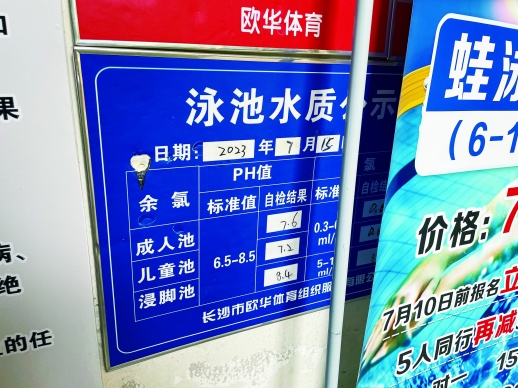 欧华体育
泳池水质公示
日期: 2023 年 7 月 15
余氯 PH值 氯
标准值 自检结果 标
成人池 6.5-8.5 7.6 0.3-
ml/
儿童池 7.2
浸脚池 8.4 5-1
ml/
长沙市欧华体育组织服 有限公
果
病、
绝
的任
蛙泳
(6-1
价格: 7
7月10日前报名立
5人同行再减